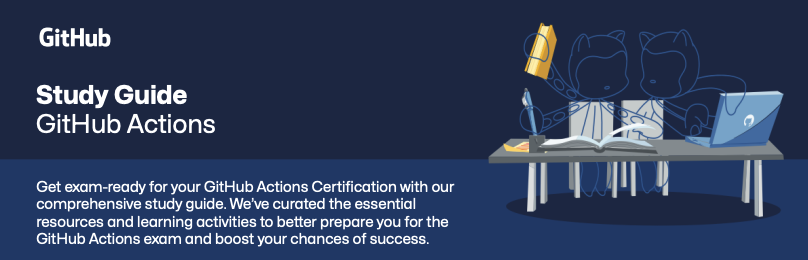 GitHub
Study Guide
GitHub Actions
Get exam-ready for your GitHub Actions Certification with our
comprehensive study guide. We've curated the essential
resources and learning activities to better prepare you for the
GitHub Actions exam and boost your chances of success.